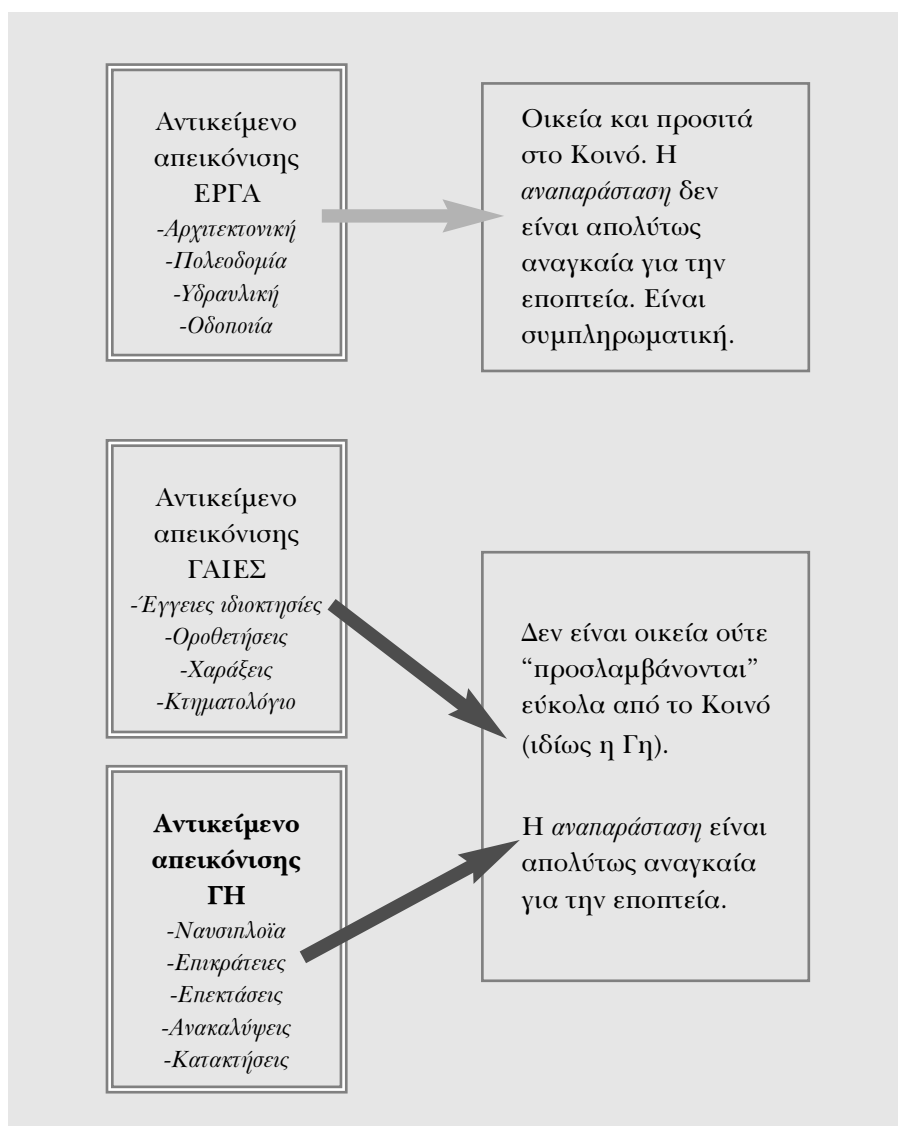 Αντικείμενο
απεικόνισης
ΕΡΓΑ
-Αρχιτεκτονική
-Πολεοδομία
-Υδραυλική
-Οδοποιία
Οικεία και προσιτά
στο Κοινό. Η
αναπαράσταση δεν
είναι απολύτως
αναγκαία για την
εποπτεία. Είναι
συμπληρωματική.
Αντικείμενο
απεικόνισης
ΓΑΙΕΣ
-Έγγειες ιδιοκτησίες
-Οροθετήσεις
-Χαράξεις
-Κτηματολόγιο
Αντικείμενο
απεικόνισης
ΓΗ
-Ναυσιπλοϊα
-Επικράτειες
-Επεκτάσεις
-Ανακαλύψεις
-Κατακτήσεις
Δεν είναι οικεία ούτε
“προσλαμβάνονται”
εύκολα από το Κοινό
(ιδίως η Γη).
Η αναπαράσταση είναι
απολύτως αναγκαία
για την εποπτεία.